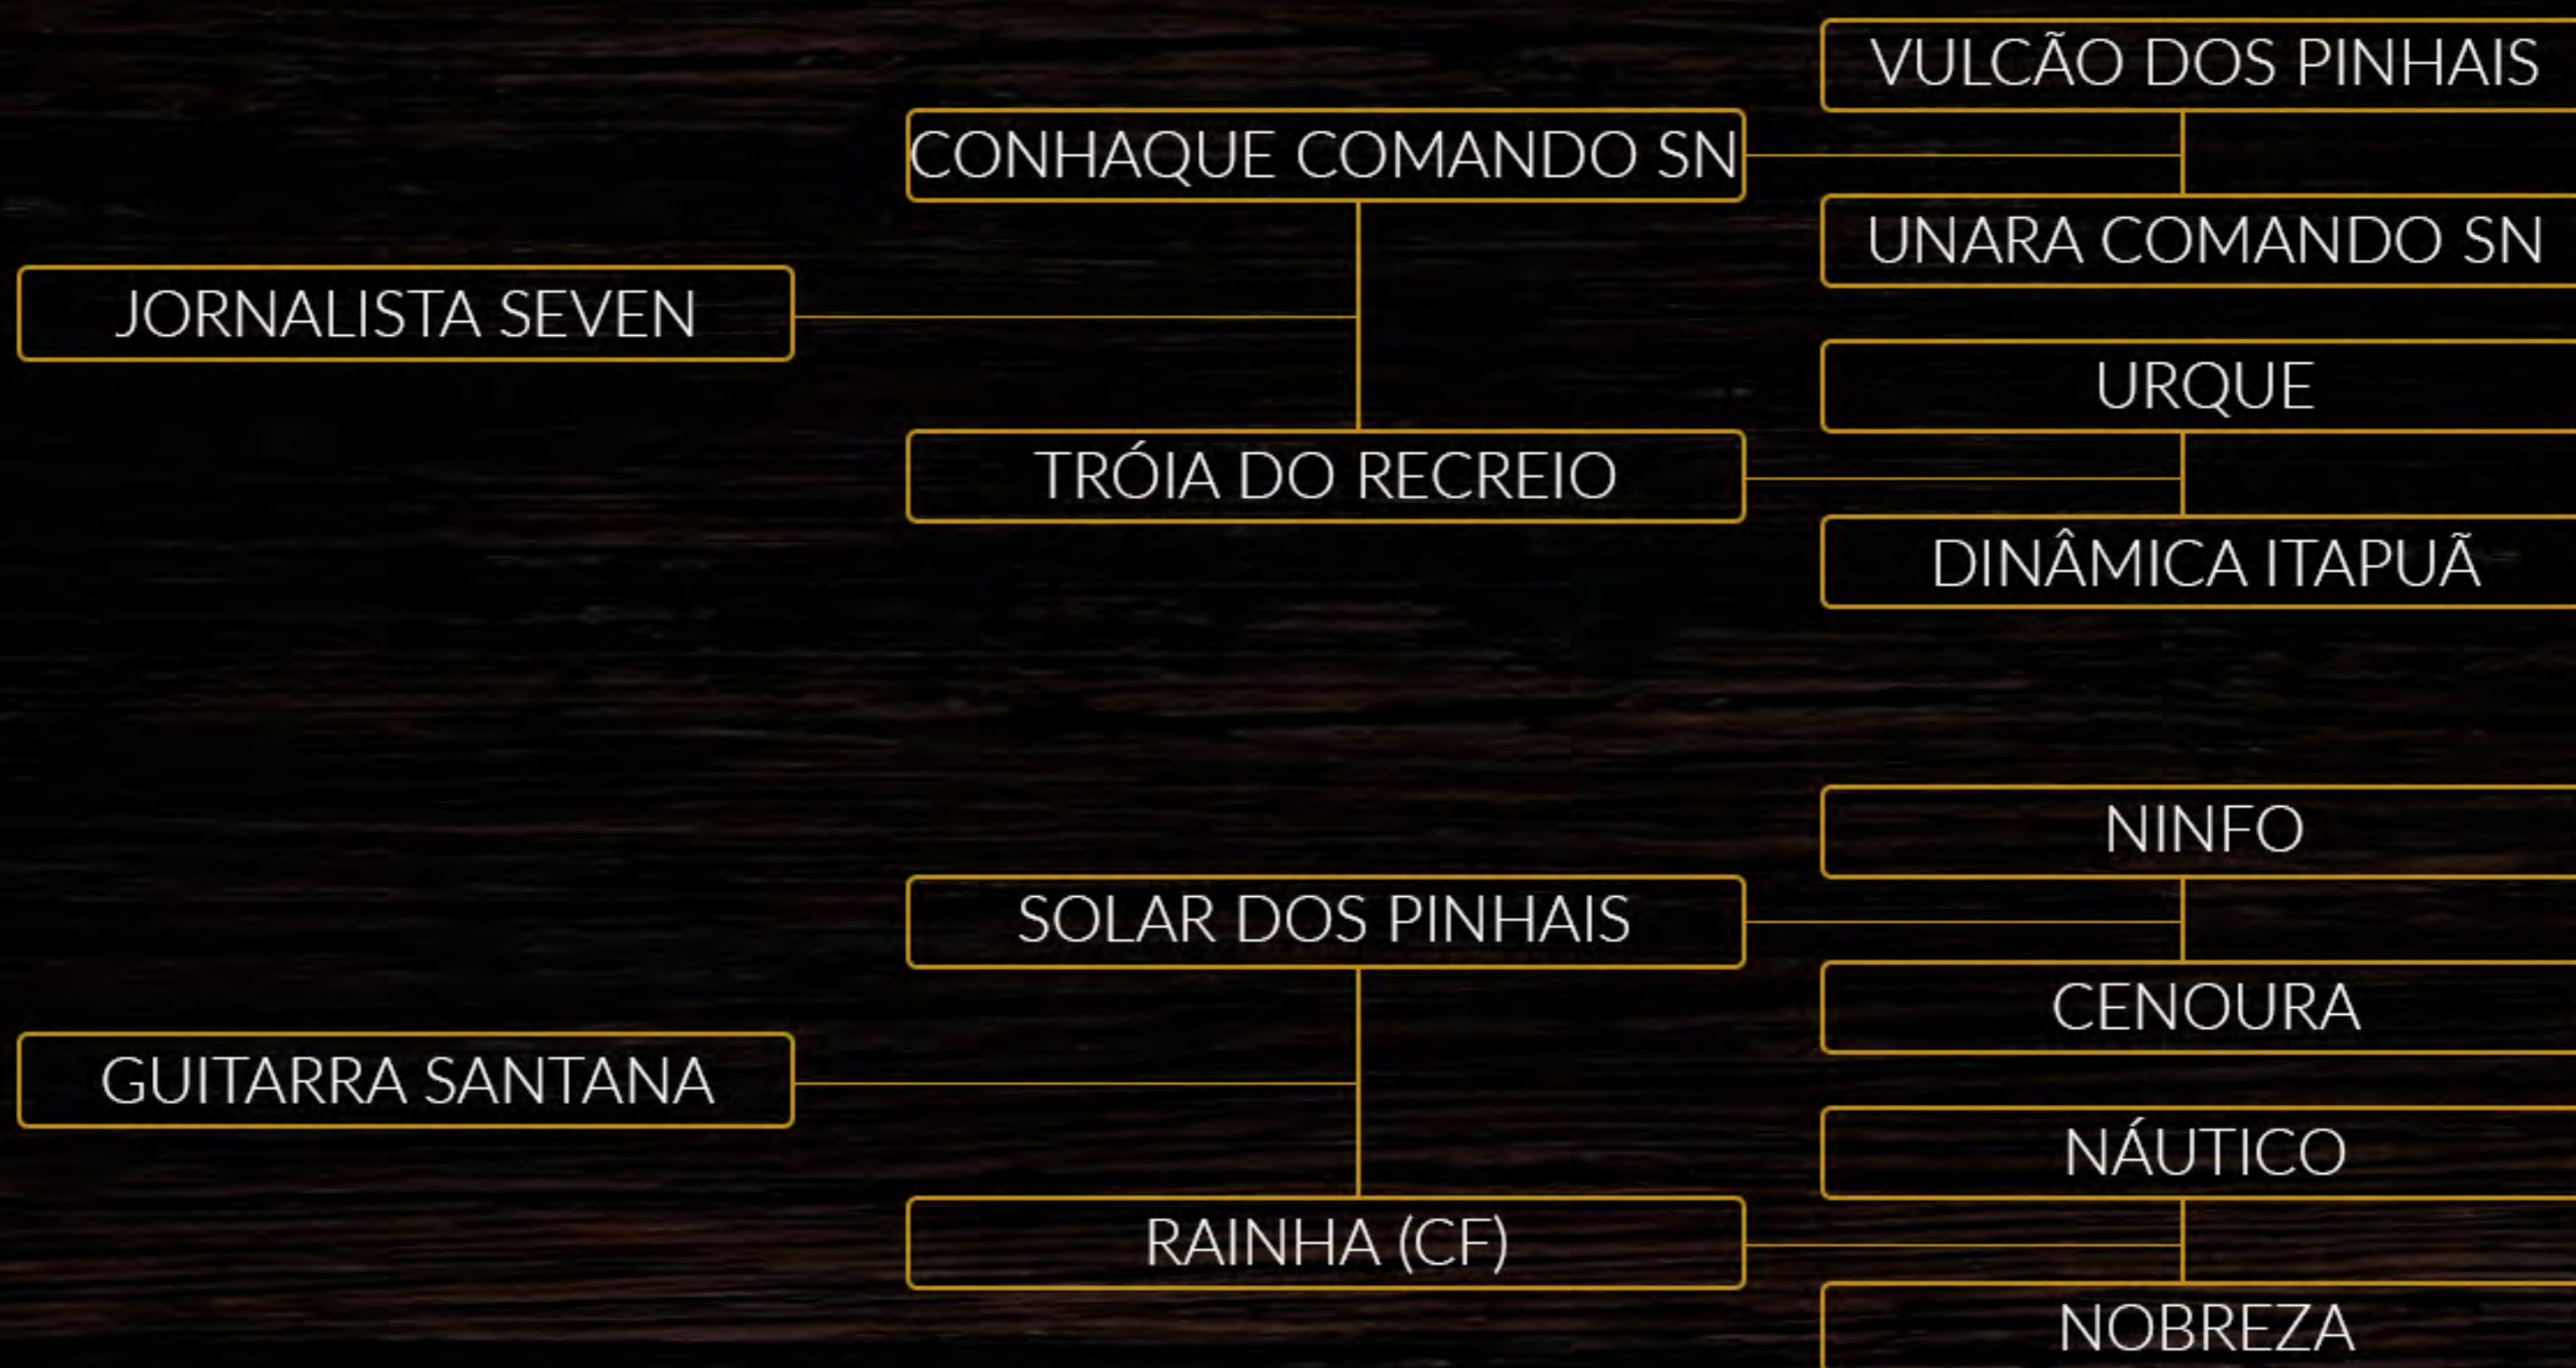 VULCÃO DOS PINHAIS
CONHAQUE COMANDO SN
UNARA COMANDO SN
JORNALISTA SEVEN
URQUE
TRÓIA DO RECREIO
DINÂMICA ITAPUÃ
NINFO
SOLAR DOS PINHAIS
CENOURA
GUITARRA SANTANA
NÁUTICO
RAINHA (CF)
NOBREZA